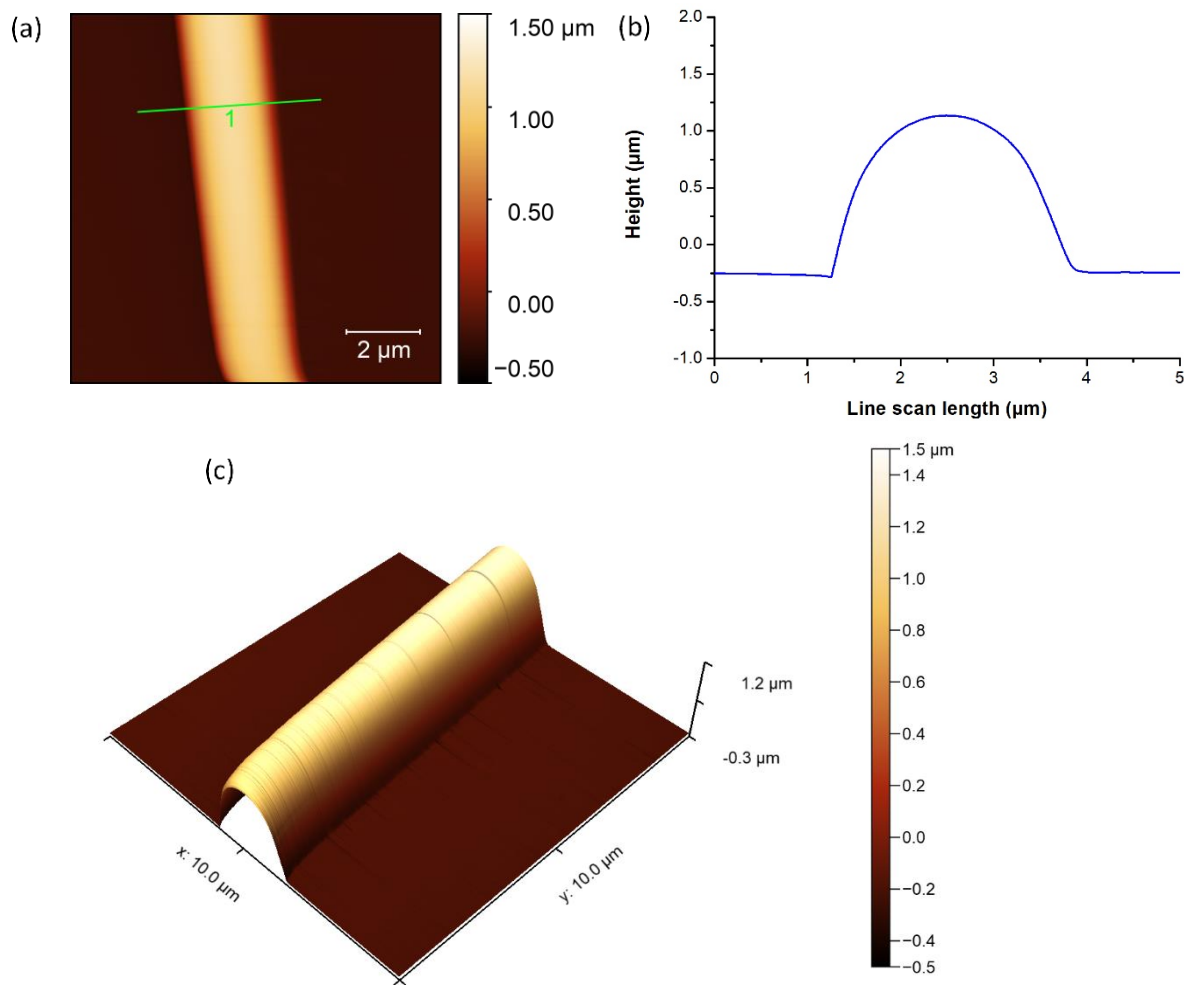 (a)
1
2 µm
1.50 µm
1.00
0.50
0.00
−0.50
(b)
Height (µm)
2.0
1.5
1.0
0.5
0.0
-0.5
-1.0
0 1 2 3 4 5
Line scan length (µm)
(c)
x: 10.0 µm
y: 10.0 µm
1.2 µm
-0.3 µm
1.5 µm
1.4
1.2
1.0
0.8
0.6
0.4
0.2
0.0
−0.2
−0.4
−0.5